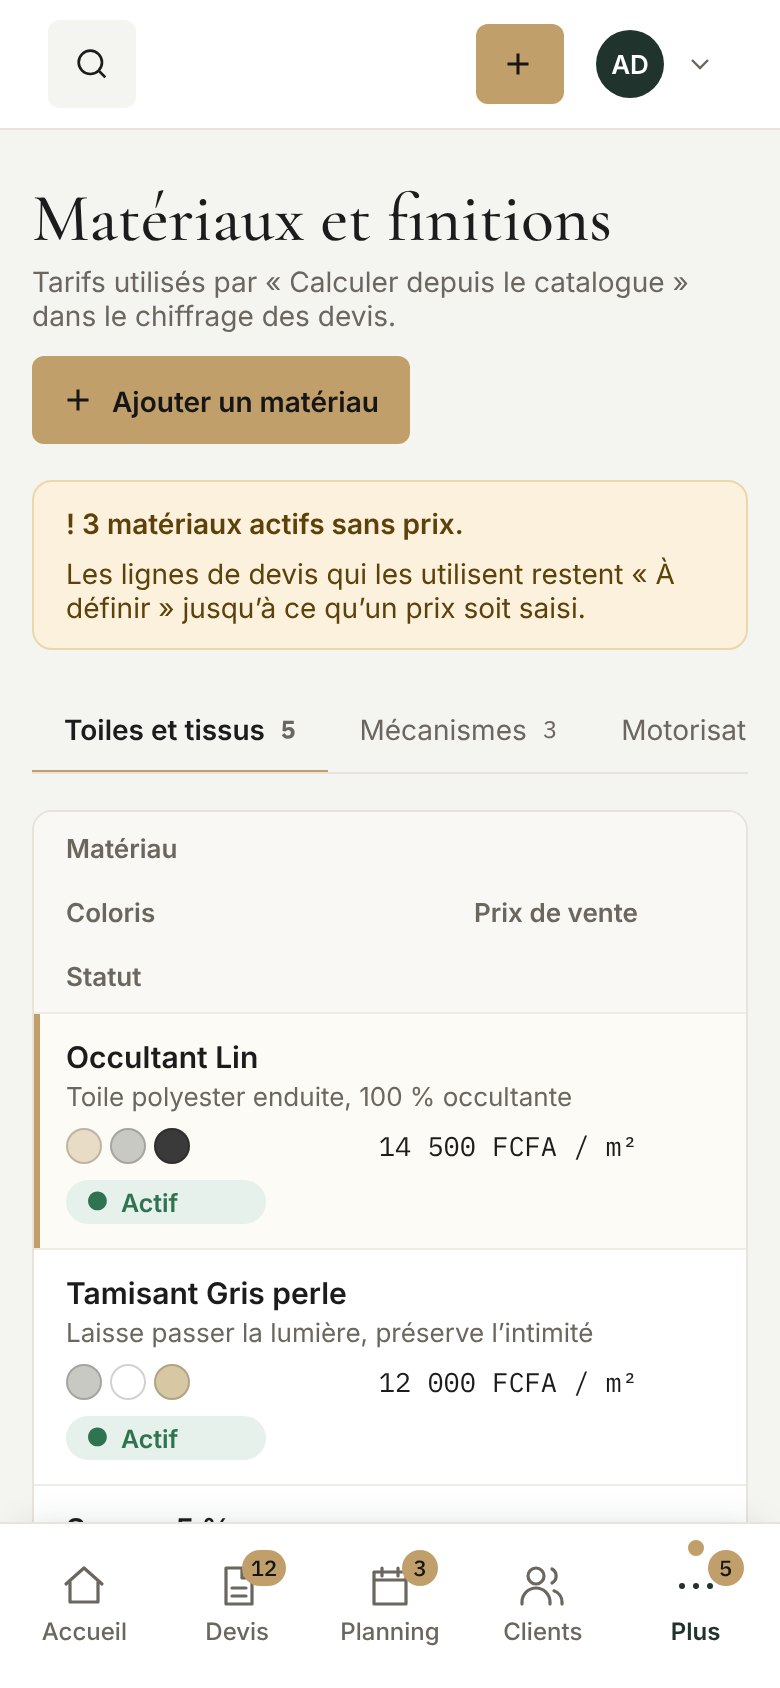 AD
Matériaux et finitions
Tarifs utilisés par « Calculer depuis le catalogue »
dans le chiffrage des devis.
+ Ajouter un matériau
! 3 matériaux actifs sans prix.
Les lignes de devis qui les utilisent restent « À
définir » jusqu’à ce qu’un prix soit saisi.
Toiles et tissus 5 Mécanismes 3 Motorisat
Matériau
Coloris Prix de vente
Statut
Occultant Lin
Toile polyester enduite, 100 % occultante
14 500 FCFA / m²
Actif
Tamisant Gris perle
Laisse passer la lumière, préserve l’intimité
12 000 FCFA / m²
Actif
12 3 5
Accueil Devis Planning Clients Plus